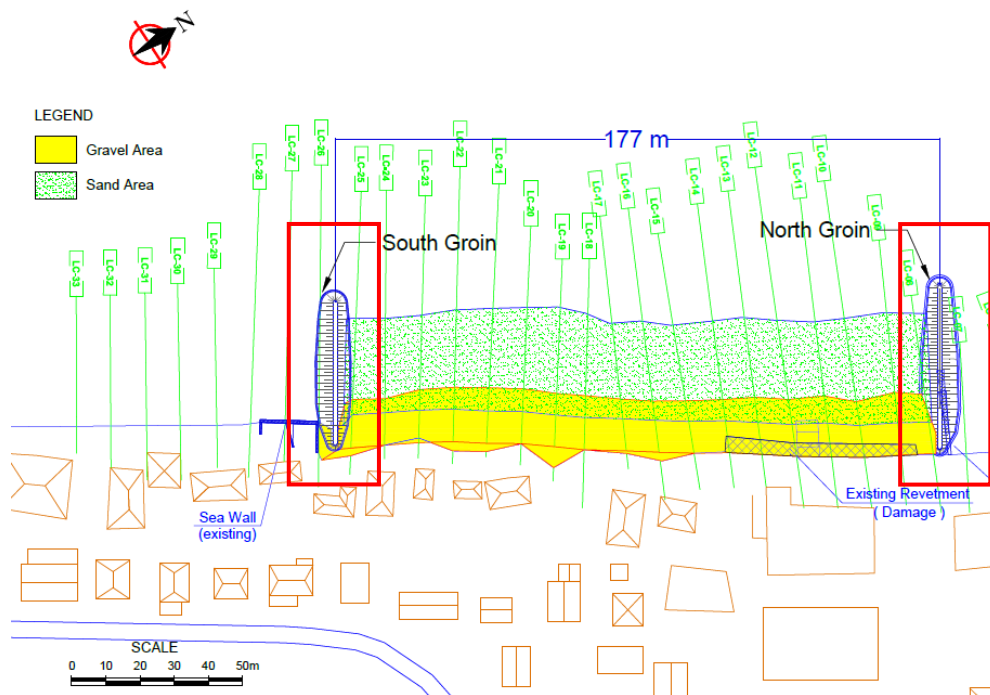 N
LEGEND
Gravel Area
Sand Area
177 m
South Groin
North Groin
LC-33
LC-32
LC-31
LC-30
LC-29
LC-28
LC-27
LC-26
LC-25
LC-24
LC-23
LC-22
LC-21
LC-20
LC-19
LC-18
LC-17
LC-16
LC-15
LC-14
LC-13
LC-12
LC-11
LC-10
Sea Wall
(existing)
Existing Revetment
( Damage )
SCALE
0 10 20 30 40 50m